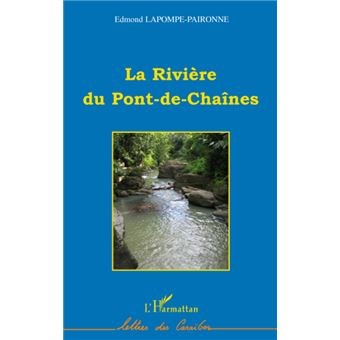 Edmond LAPOMPE-PAIRONNE
La Rivière
du Pont-de-Chaînes
L'Harmattan
Lettres des Caraïbes